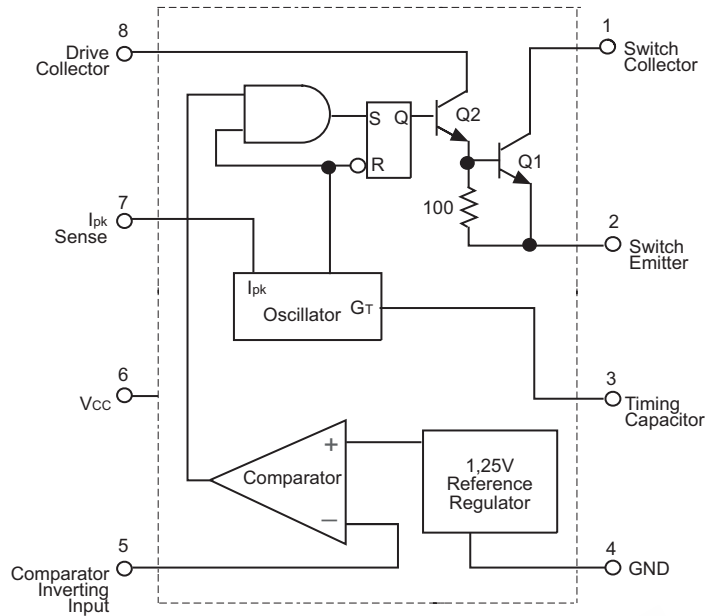 8
Drive
Collector
1
Switch
Collector
S
Q
R
Q2
Q1
100
7
Ipk
Sense
2
Switch
Emitter
Ipk
Oscillator
GT
6
VCC
3
Timing
Capacitor
+
Comparator
–
1,25V
Reference
Regulator
5
Comparator
Inverting
Input
4
GND